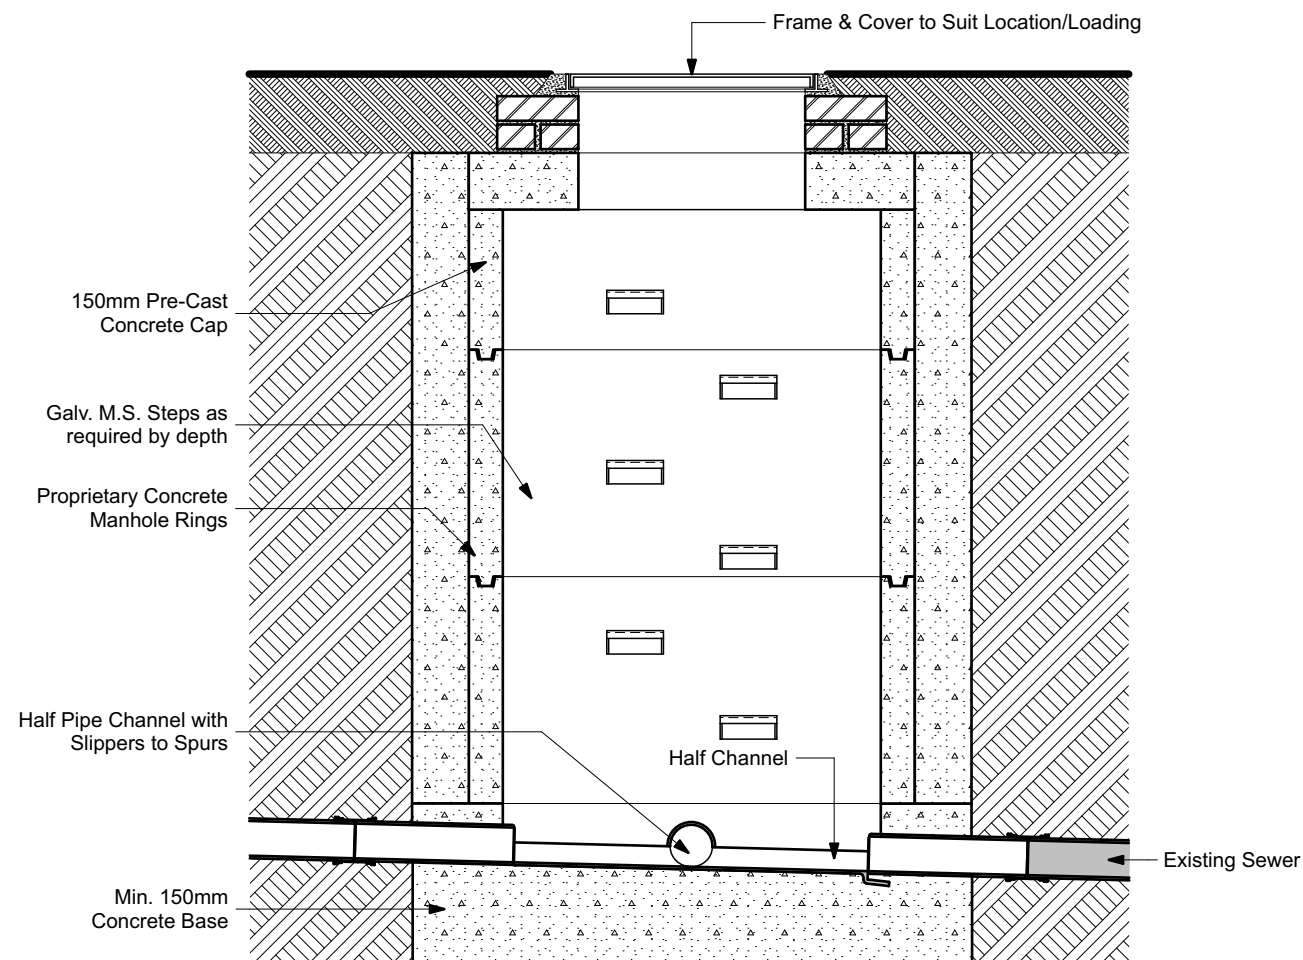 Frame & Cover to Suit Location/Loading
150mm Pre-Cast
Concrete Cap
Galv. M.S. Steps as
required by depth
Proprietary Concrete
Manhole Rings
Half Pipe Channel with
Slippers to Spurs
Half Channel
Existing Sewer
Min. 150mm
Concrete Base